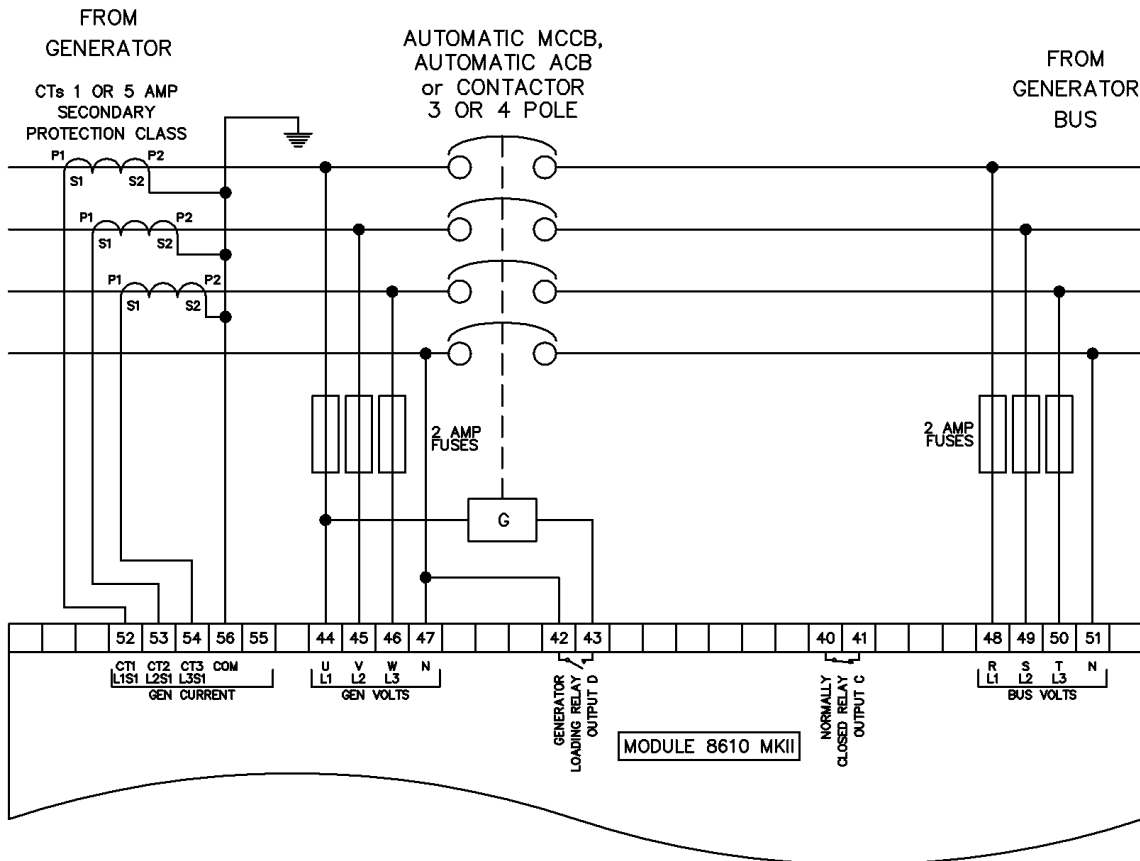 FROM
GENERATOR
CTs 1 OR 5 AMP
SECONDARY
PROTECTION CLASS
AUTOMATIC MCCB,
AUTOMATIC ACB
or CONTACTOR
3 OR 4 POLE
FROM
GENERATOR
BUS
P1 P2
S1 S2
P1 P2
S1 S2
P1 P2
S1 S2
2 AMP
FUSES
2 AMP
FUSES
G
52 53 54 56 55 44 45 46 47 42 43 40 41 48 49 50 51
CT1 CT2 CT3 COM
L1S1 L2S1 L3S1
GEN CURRENT
U V W N
L1 L2 L3
GEN VOLTS
GENERATOR
LOADING RELAY
OUTPUT D
MODULE 8610 MKII
NORMALLY
CLOSED RELAY
OUTPUT C
R S T N
L1 L2 L3
BUS VOLTS